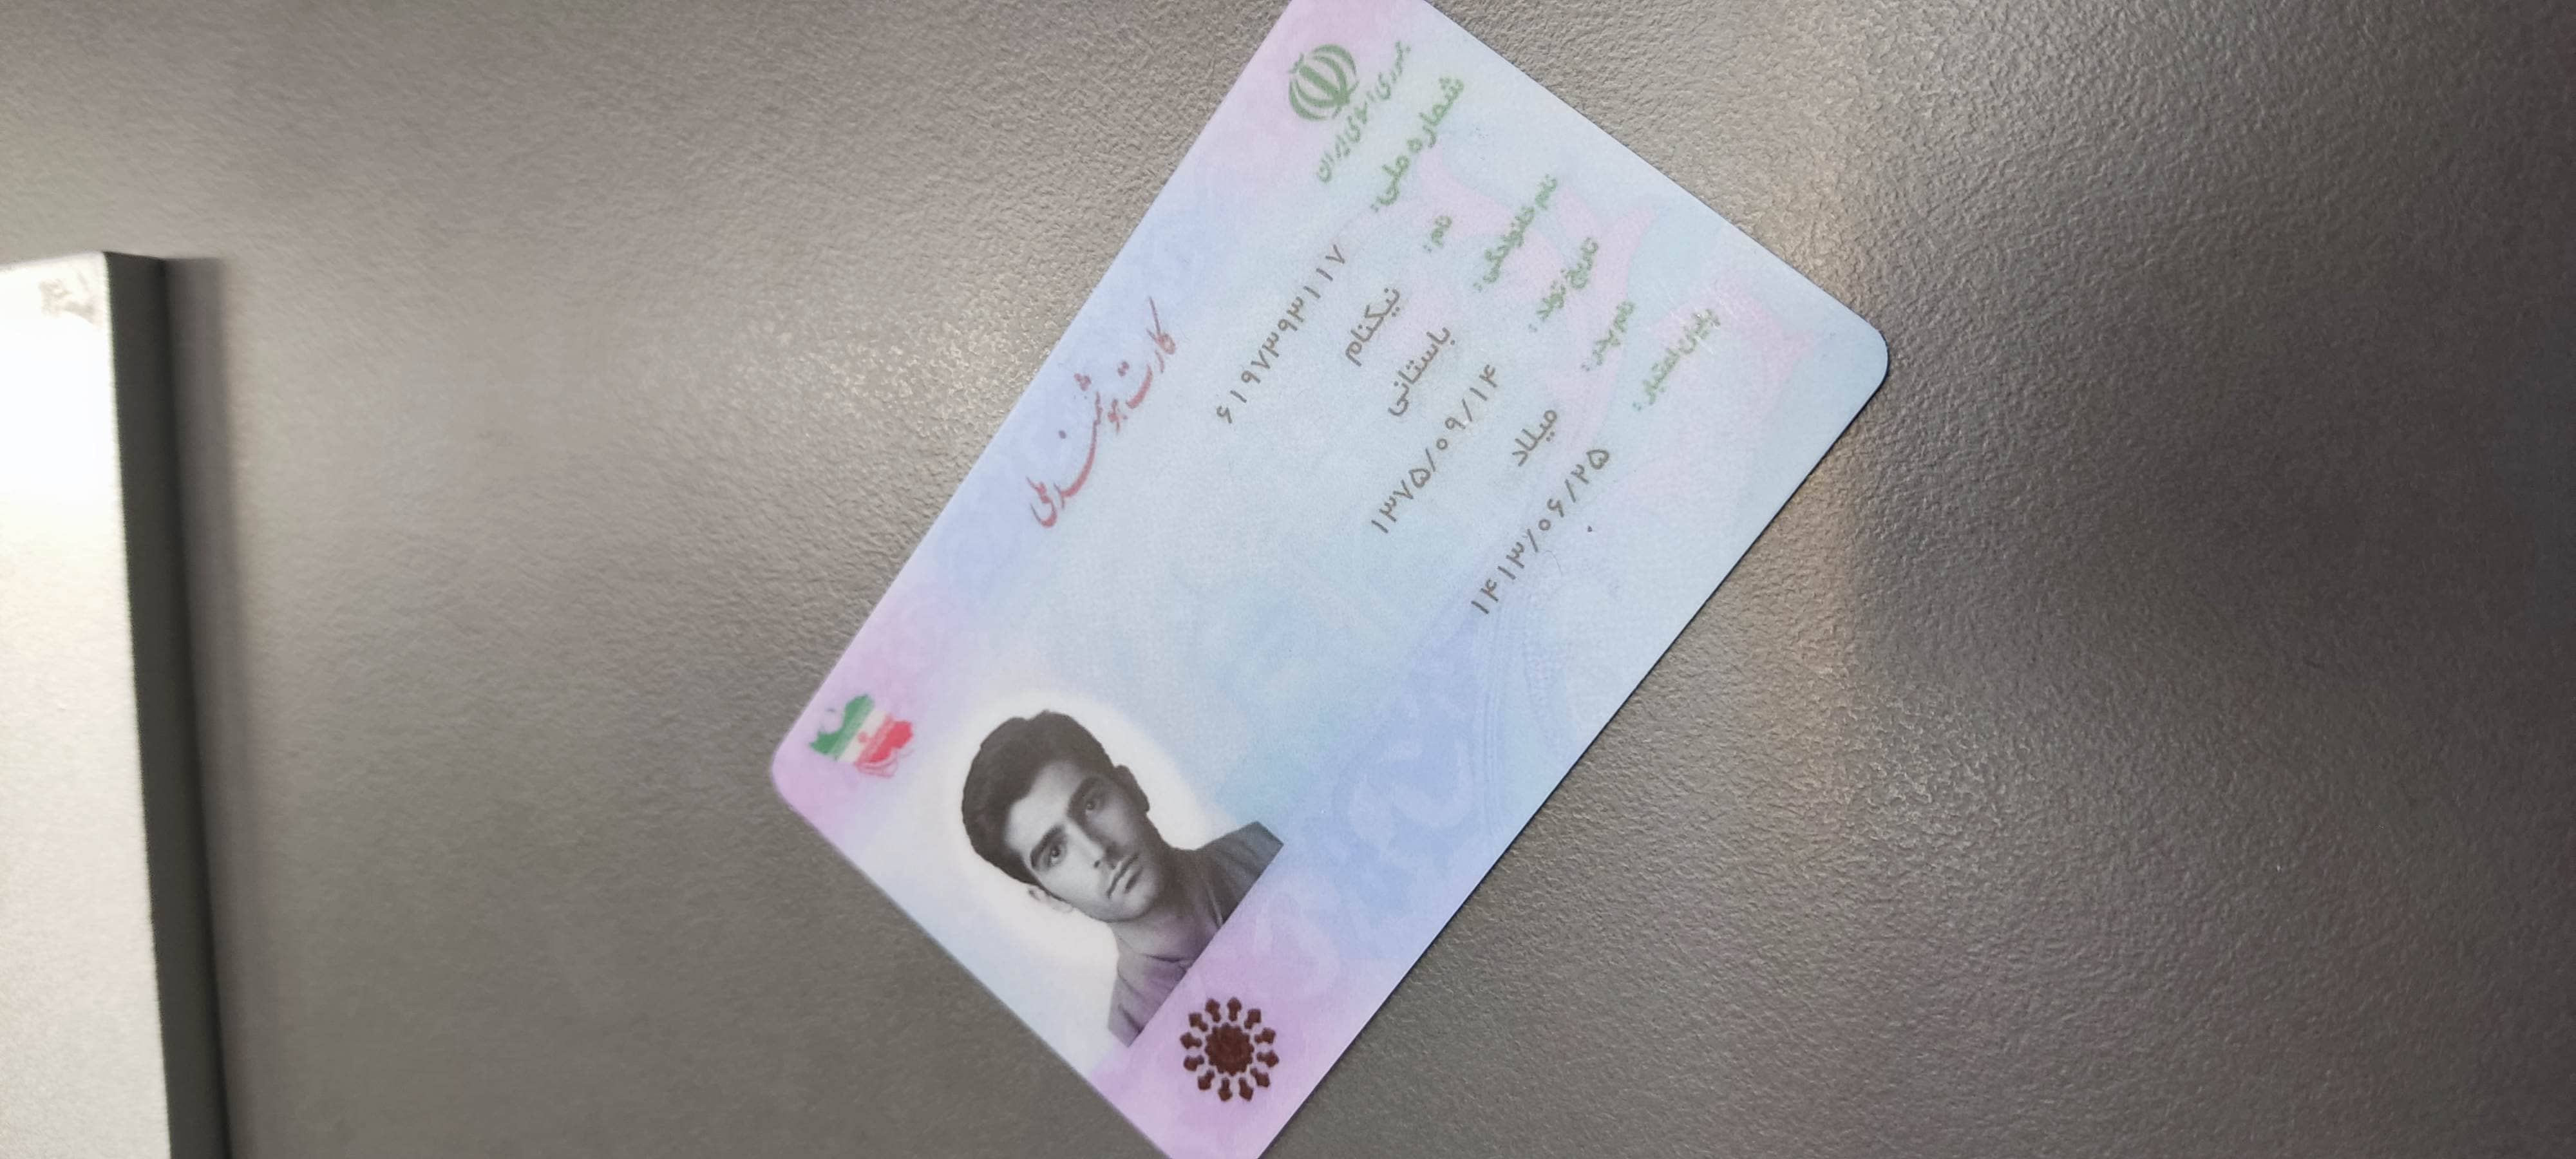 جمهوری اسلامی ایران
کارت هوشمند ملی
شماره ملی: ۶۱۹۷۳۹۳۱۱۷
نام: نیکنام
نام خانوادگی: باستانی
تاریخ تولد: ۱۳۷۵/۰۹/۱۴
نام پدر: میلاد
پایان اعتبار: ۱۴۱۳/۰۶/۲۵